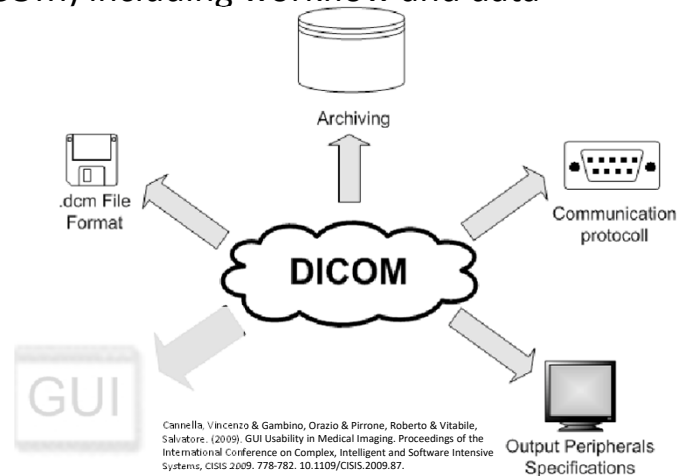 including workflow and data
Archiving
.dcm File
Format
Communication
protocoll
DICOM
GUI
Cannella, Vincenzo & Gambino, Orazio & Pirrone, Roberto & Vitabile,
Salvatore. (2009). GUI Usability in Medical Imaging. Proceedings of the
International Conference on Complex, Intelligent and Software Intensive
Systems, CISIS 2009. 778-782. 10.1109/CISIS.2009.87.
Output Peripherals
Specifications